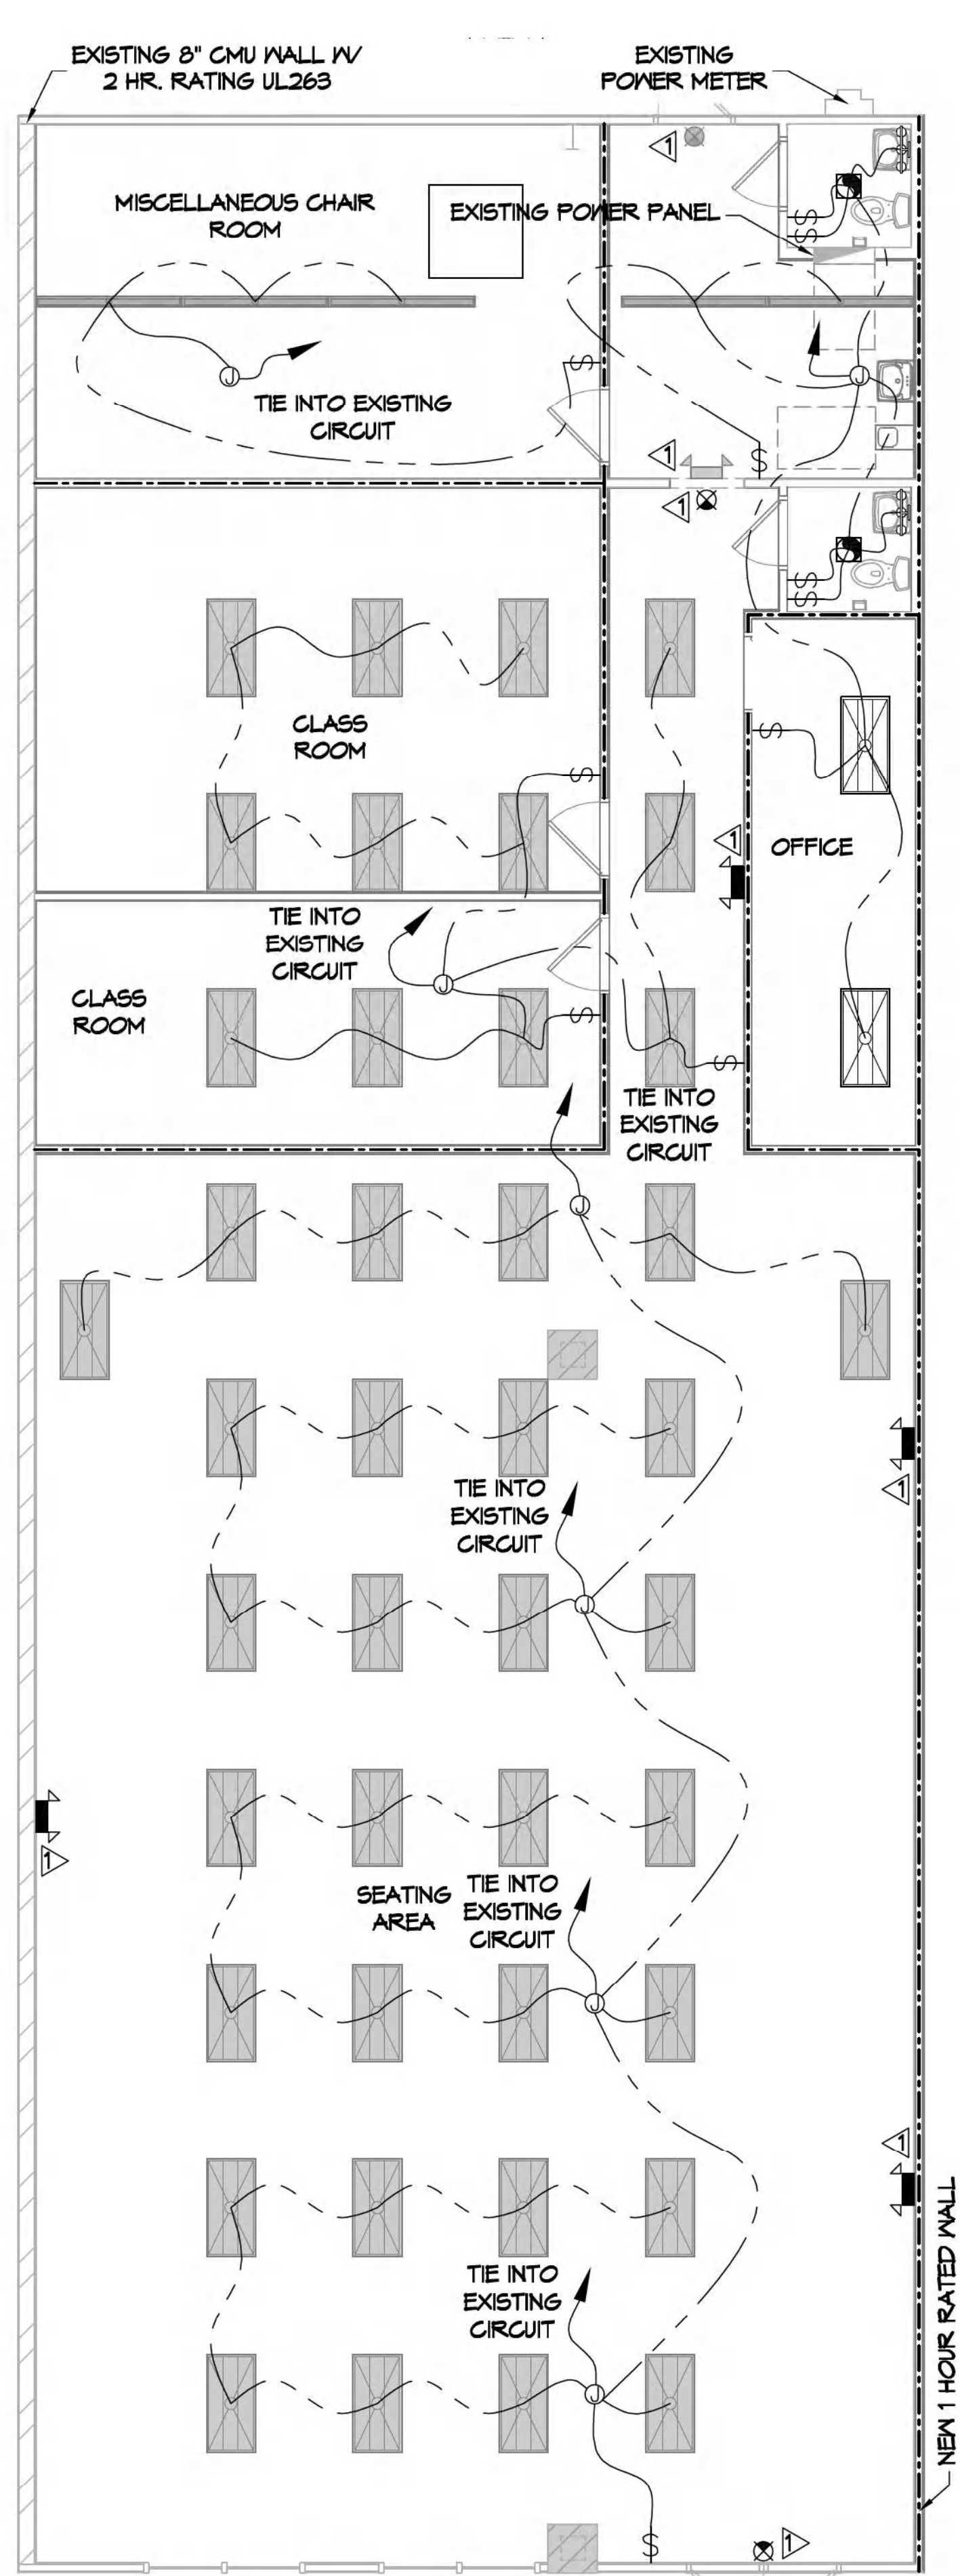 EXISTING 8" CMU WALL W/
2 HR. RATING UL263
EXISTING
POWER METER
1
MISCELLANEOUS CHAIR
ROOM
EXISTING POWER PANEL
$
$
J
J
$
TIE INTO EXISTING
CIRCUIT
1
$
1
$
$
CLASS
ROOM
$
$
1
OFFICE
TIE INTO
EXISTING
CIRCUIT
J
CLASS
ROOM
$
$
TIE INTO
EXISTING
CIRCUIT
J
TIE INTO
EXISTING
CIRCUIT
1
J
1
SEATING
AREA
TIE INTO
EXISTING
CIRCUIT
J
1
NEW 1 HOUR RATED WALL
TIE INTO
EXISTING
CIRCUIT
J
$
1